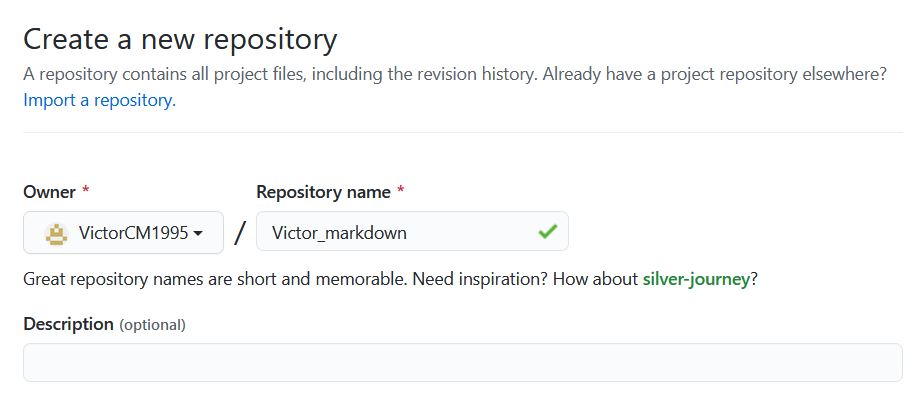 Create a new repository
A repository contains all project files, including the revision history. Already have a project repository elsewhere?
Import a repository.
Owner * Repository name *
VictorCM1995 / Victor_markdown
Great repository names are short and memorable. Need inspiration? How about silver-journey?
Description (optional)